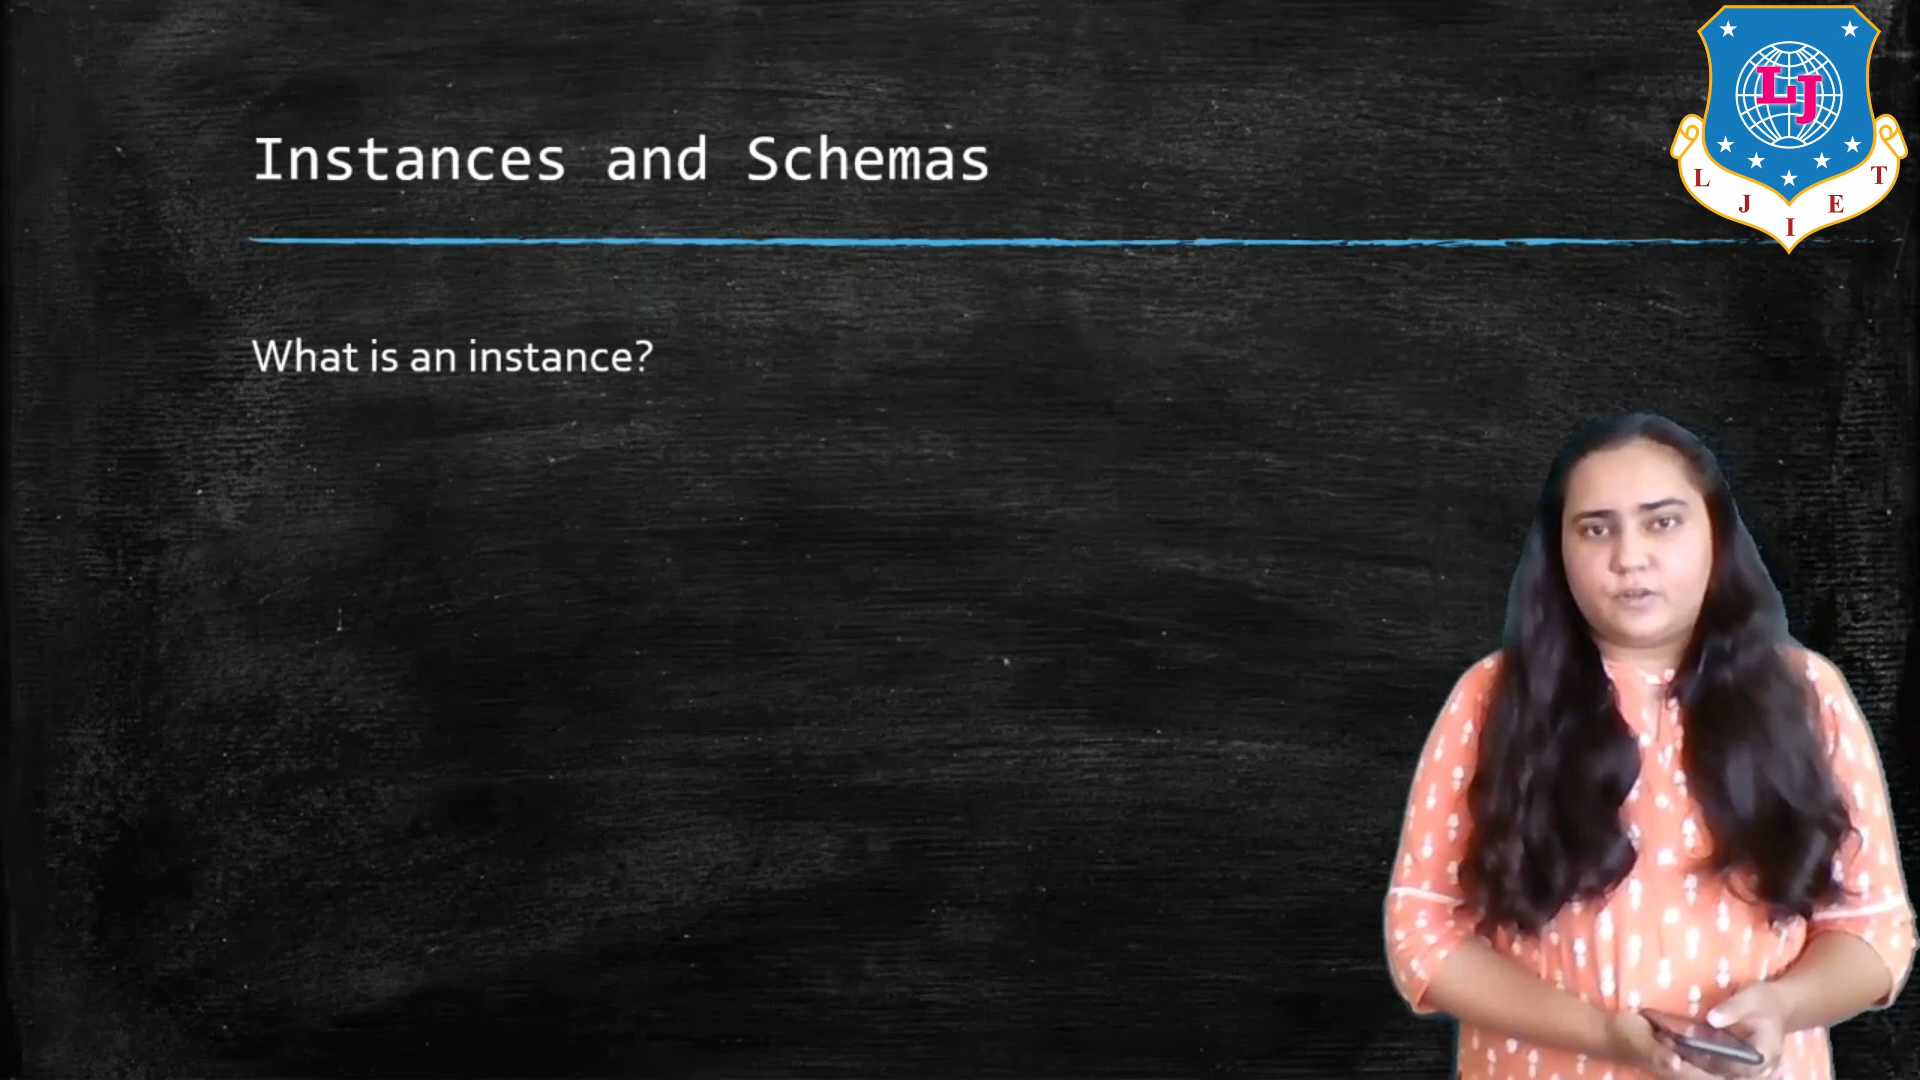 Instances and Schemas
LJ
L J I E T
What is an instance?